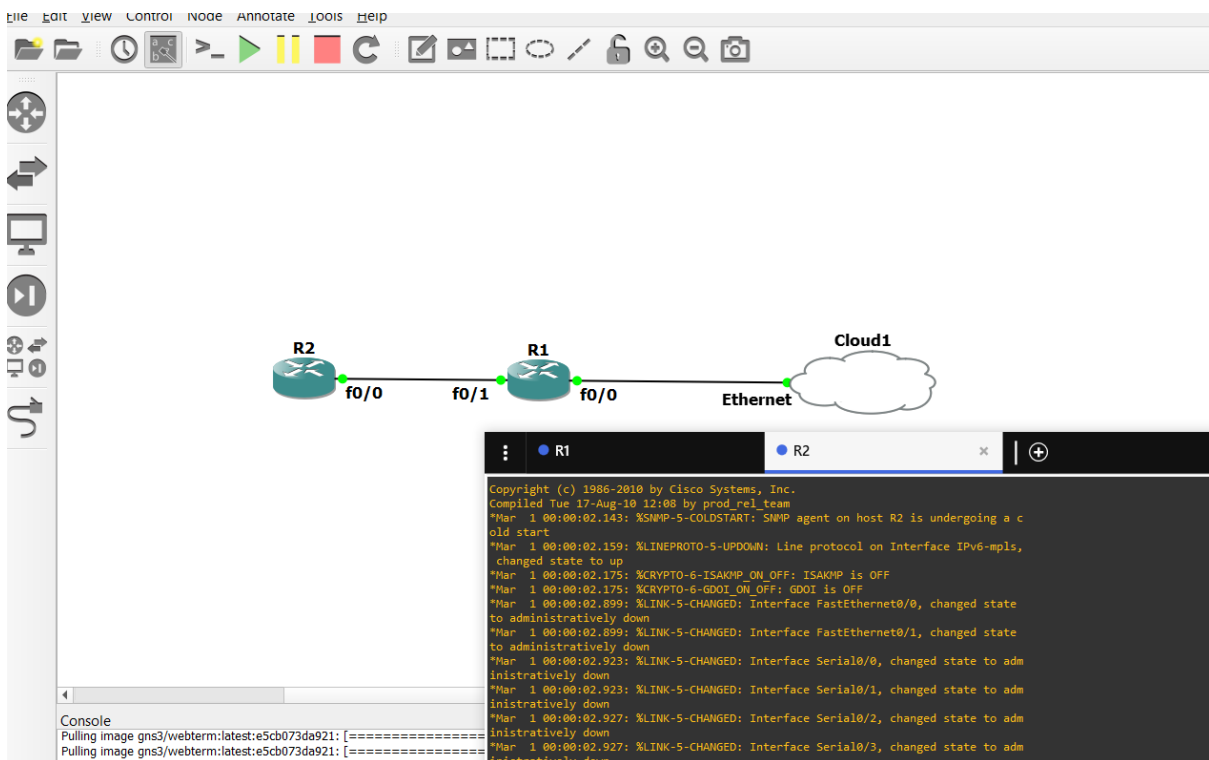 File Edit View Control Node Annotate Tools Help
R2
R1
Cloud1
f0/0
f0/1
f0/0
Ethernet
R1
R2
Copyright (c) 1986-2010 by Cisco Systems, Inc.
Compiled Tue 17-Aug-10 12:08 by prod_rel_team
*Mar  1 00:00:02.143: %SNMP-5-COLDSTART: SNMP agent on host R2 is undergoing a c
old start
*Mar  1 00:00:02.159: %LINEPROTO-5-UPDOWN: Line protocol on Interface IPv6-mpls,
 changed state to up
*Mar  1 00:00:02.175: %CRYPTO-6-ISAKMP_ON_OFF: ISAKMP is OFF
*Mar  1 00:00:02.175: %CRYPTO-6-GDOI_ON_OFF: GDOI is OFF
*Mar  1 00:00:02.899: %LINK-5-CHANGED: Interface FastEthernet0/0, changed state
to administratively down
*Mar  1 00:00:02.899: %LINK-5-CHANGED: Interface FastEthernet0/1, changed state
to administratively down
*Mar  1 00:00:02.923: %LINK-5-CHANGED: Interface Serial0/0, changed state to adm
inistratively down
*Mar  1 00:00:02.923: %LINK-5-CHANGED: Interface Serial0/1, changed state to adm
inistratively down
*Mar  1 00:00:02.927: %LINK-5-CHANGED: Interface Serial0/2, changed state to adm
inistratively down
*Mar  1 00:00:02.927: %LINK-5-CHANGED: Interface Serial0/3, changed state to adm
inistratively down
Console
Pulling image gns3/webterm:latest:e5cb073da921: [=================
Pulling image gns3/webterm:latest:e5cb073da921: [=================